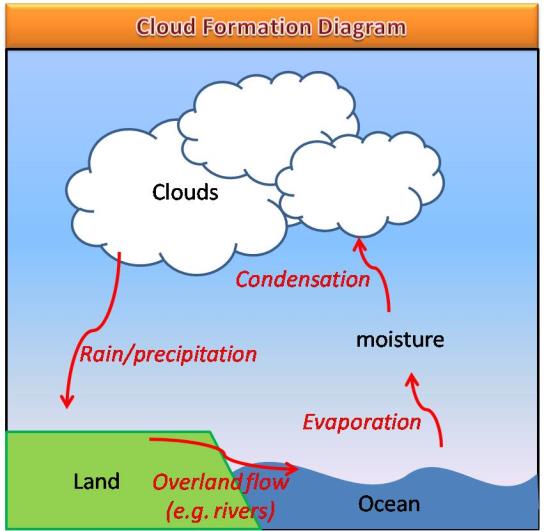 Cloud Formation Diagram
Clouds
Condensation
moisture
Rain/precipitation
Evaporation
Land
Overland flow
(e.g. rivers)
Ocean